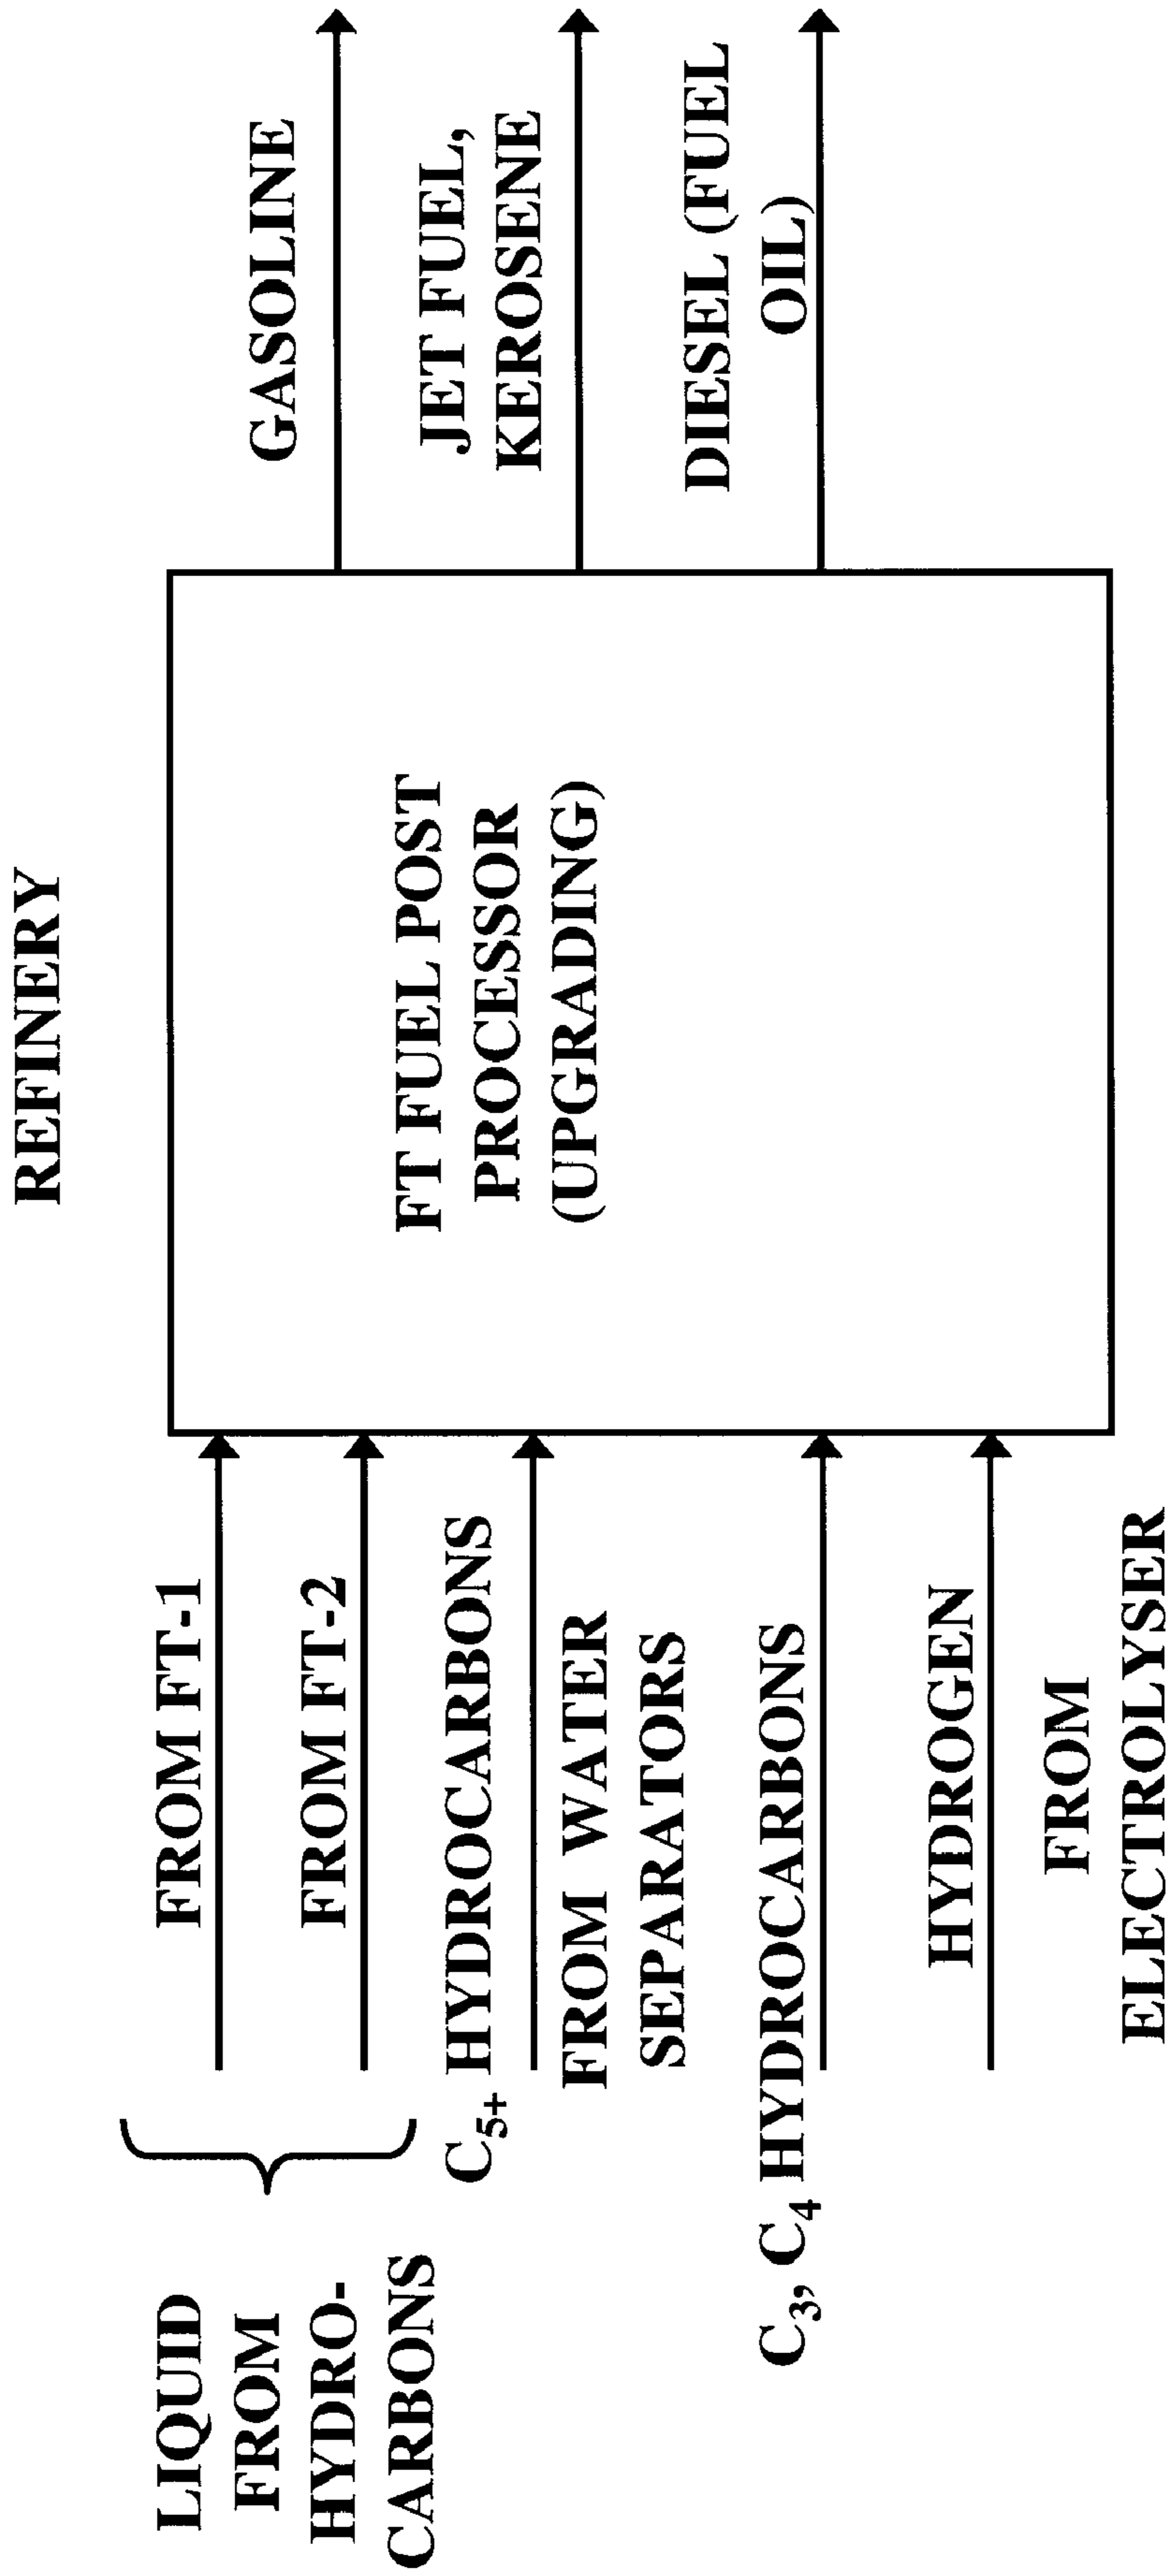 REFINERY
LIQUID
FROM
HYDRO-
CARBONS
FROM FT-1
FROM FT-2
C5+ HYDROCARBONS
FROM WATER
SEPARATORS
C3, C4 HYDROCARBONS
HYDROGEN
FROM
ELECTROLYSER
FT FUEL POST
PROCESSOR
(UPGRADING)
GASOLINE
JET FUEL,
KEROSENE
DIESEL (FUEL
OIL)